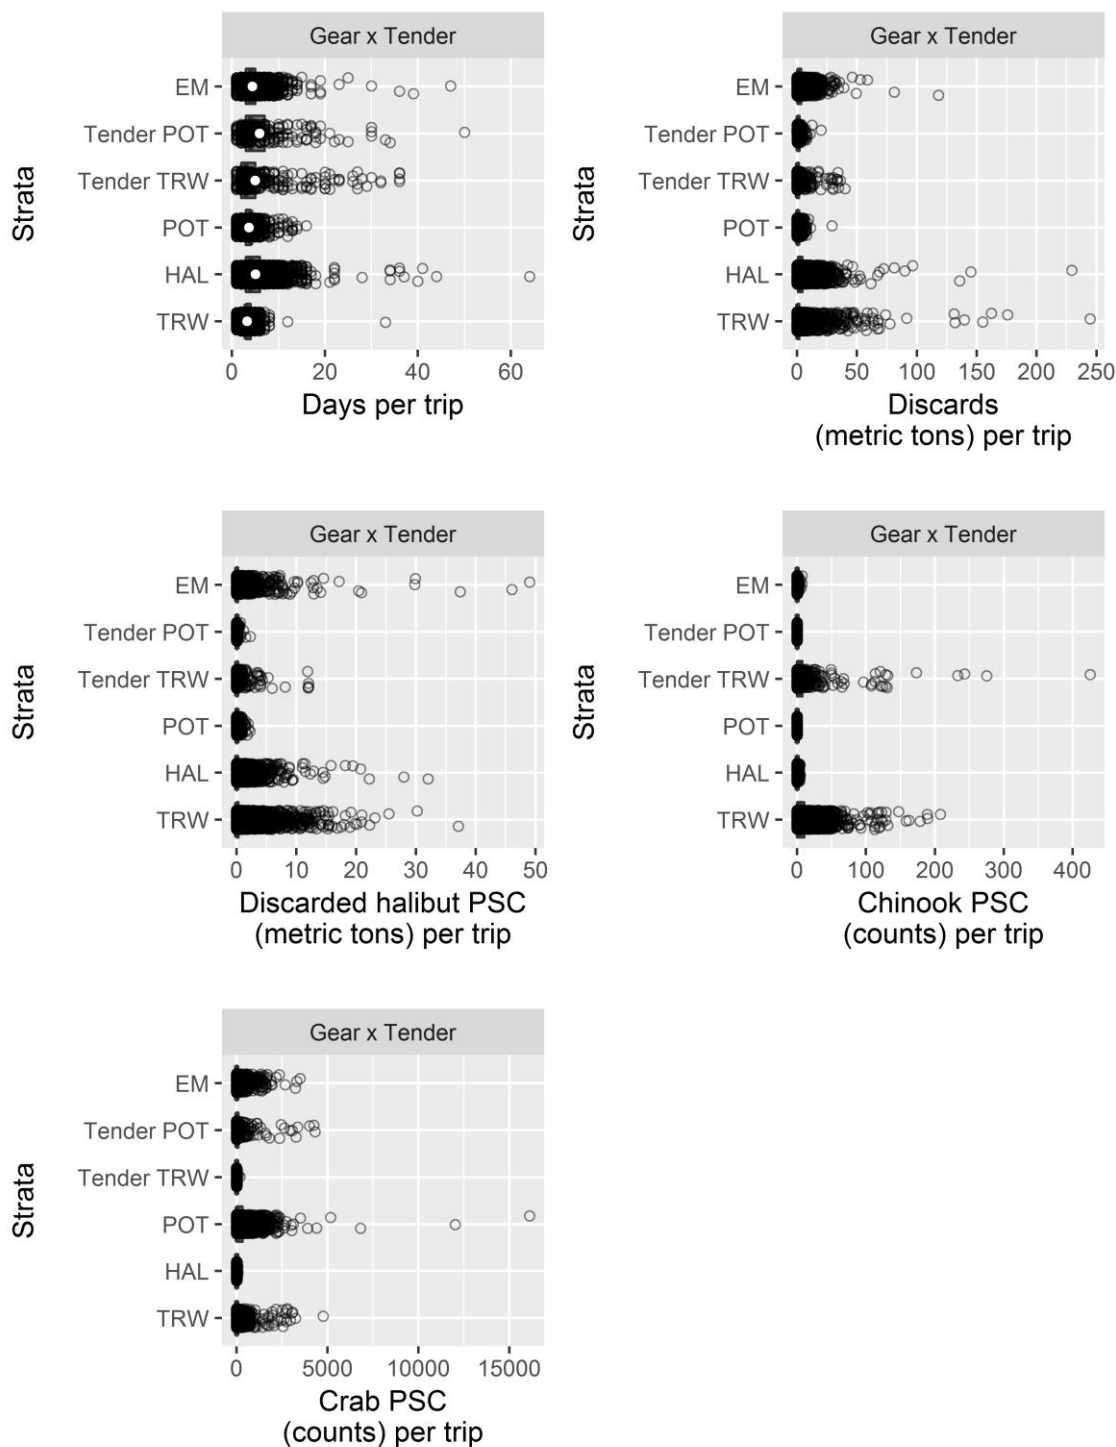 Gear x Tender
Strata
EM
Tender POT
Tender TRW
POT
HAL
TRW
0 20 40 60
Days per trip
Gear x Tender
Strata
EM
Tender POT
Tender TRW
POT
HAL
TRW
0 50 100 150 200 250
Discards
(metric tons) per trip
Gear x Tender
Strata
EM
Tender POT
Tender TRW
POT
HAL
TRW
0 10 20 30 40 50
Discarded halibut PSC
(metric tons) per trip
Gear x Tender
Strata
EM
Tender POT
Tender TRW
POT
HAL
TRW
0 100 200 300 400
Chinook PSC
(counts) per trip
Gear x Tender
Strata
EM
Tender POT
Tender TRW
POT
HAL
TRW
0 5000 10000 15000
Crab PSC
(counts) per trip